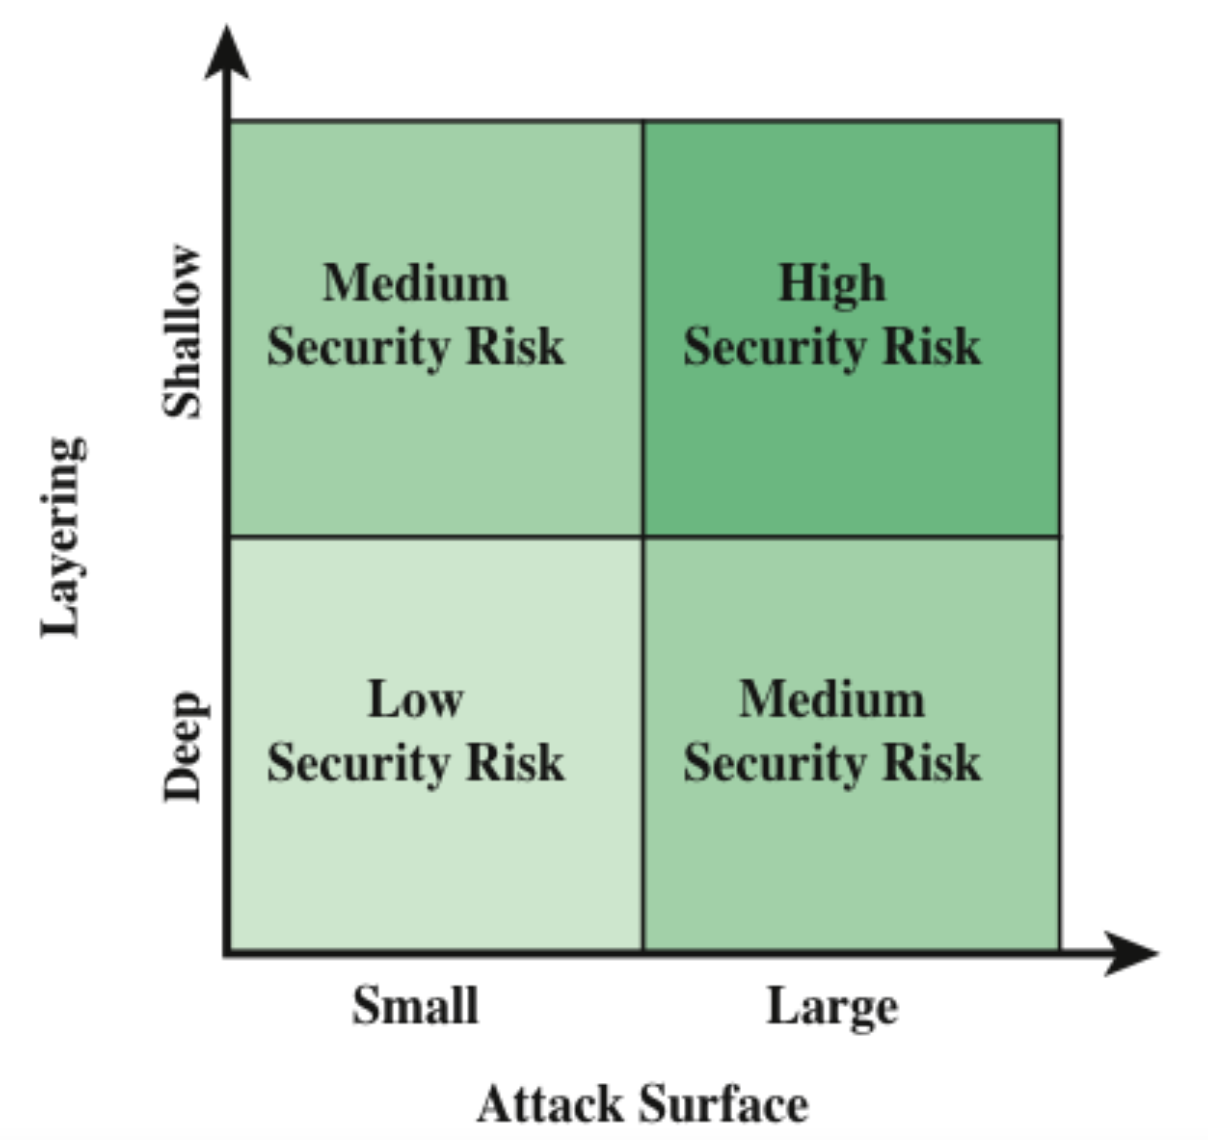 Layering
Shallow
Deep
Medium
Security Risk
High
Security Risk
Low
Security Risk
Medium
Security Risk
Small
Large
Attack Surface